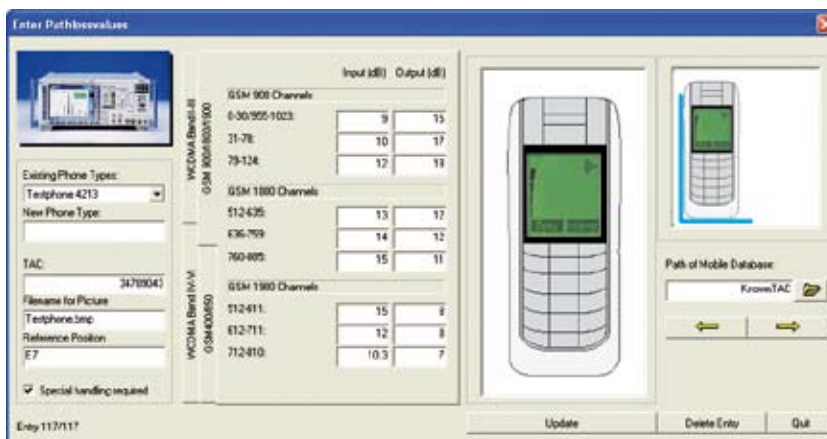 Enter Pathlossvalues
Existing Phone Types:
Testphone 4213
New Phone Type:
TAC:
34789043
Filename for Picture
Testphone.bmp
Reference Position
E7
Special handling required
Entry 117/117
WCDMA Band I-III
GSM 900/1800/1900
WCDMA Band IV-VI
GSM400/850
Input (dB) Output (dB)
GSM 900 Channels
0-30/955-1023: 9 15
31-78: 10 17
79-124: 12 18
GSM 1800 Channels
512-635: 13 12
636-759: 14 12
760-885: 15 11
GSM 1900 Channels
512-611: 15 8
612-711: 12 8
712-810: 10.3 7
Path of Mobile Database:
KnownTAC
Update
Delete Entry
Quit